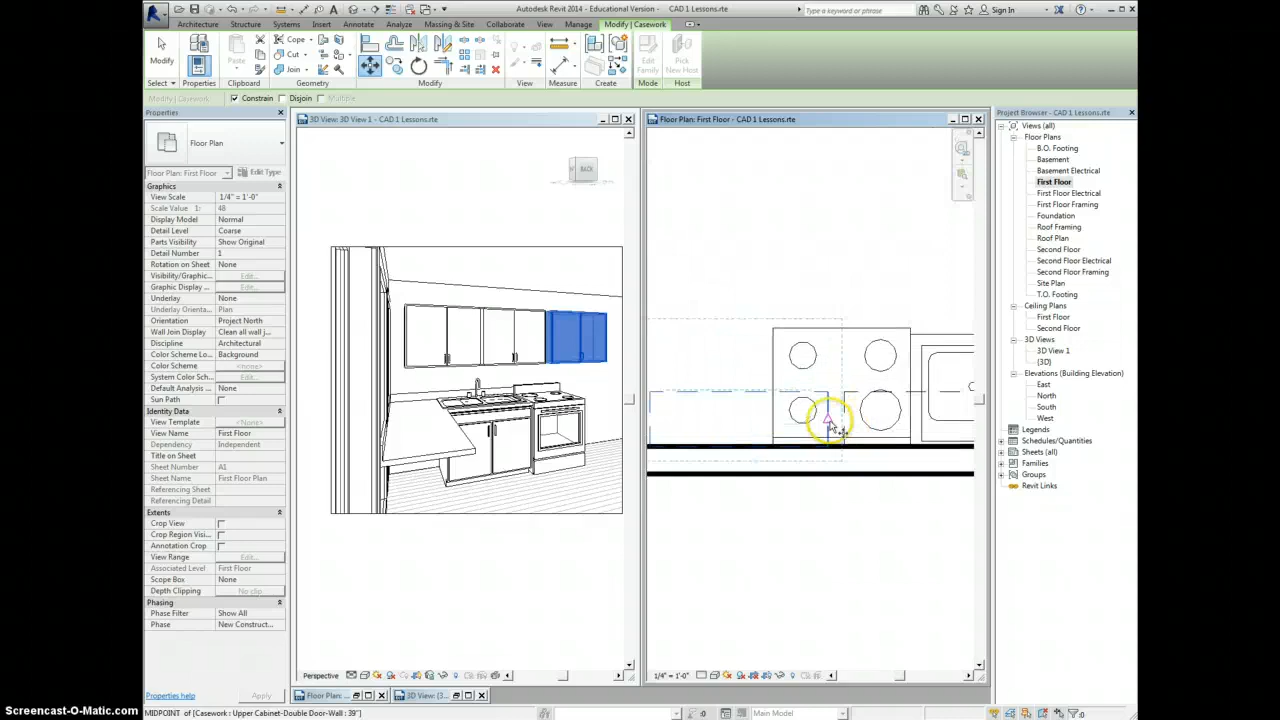 Autodesk Revit 2014 - Educational Version - CAD 1 Lessons.rte
Type a keyword or phrase
Sign In
Architecture Structure Systems Insert Annotate Analyze Massing & Site Collaborate View Manage Modify | Casework
Modify
Properties
Paste
Cope
Cut
Join
Edit Family
Pick New Host
Select Properties Clipboard Geometry Modify View Measure Create Mode Host
Modify | Casework Constrain Disjoin Multiple
Properties
Floor Plan
Floor Plan: First Floor Edit Type
Graphics
View Scale 1/4" = 1'-0"
Scale Value 1: 48
Display Model Normal
Detail Level Coarse
Parts Visibility Show Original
Detail Number 1
Rotation on Sheet None
Visibility/Graphic... Edit...
Graphic Display ... Edit...
Underlay None
Underlay Orienta... Plan
Orientation Project North
Wall Join Display Clean all wall j...
Discipline Architectural
Color Scheme Lo... Background
Color Scheme <none>
System Color Sch... Edit...
Default Analysis ... None
Sun Path
Identity Data
View Template <None>
View Name First Floor
Dependency Independent
Title on Sheet
Sheet Number A1
Sheet Name First Floor Plan
Referencing Sheet
Referencing Detail
Extents
Crop View
Crop Region Visi...
Annotation Crop
View Range Edit...
Associated Level First Floor
Scope Box None
Depth Clipping No clip
Phasing
Phase Filter Show All
Phase New Construct...
Properties help Apply
3D View: 3D View 1 - CAD 1 Lessons.rte
BACK
Perspective
Floor Plan: ...
3D View: (3...
Floor Plan: First Floor - CAD 1 Lessons.rte
1/4" = 1'-0"
Project Browser - CAD 1 Lessons.rte
Views (all)
Floor Plans
B.O. Footing
Basement
Basement Electrical
First Floor
First Floor Electrical
First Floor Framing
Foundation
Roof Framing
Roof Plan
Second Floor
Second Floor Electrical
Second Floor Framing
Site Plan
T.O. Footing
Ceiling Plans
First Floor
Second Floor
3D Views
3D View 1
{3D}
Elevations (Building Elevation)
East
North
South
West
Legends
Schedules/Quantities
Sheets (all)
Families
Groups
Revit Links
MIDPOINT of [Casework : Upper Cabinet-Double Door-Wall : 39"]
:0
Main Model
:0
Screencast-O-Matic.com